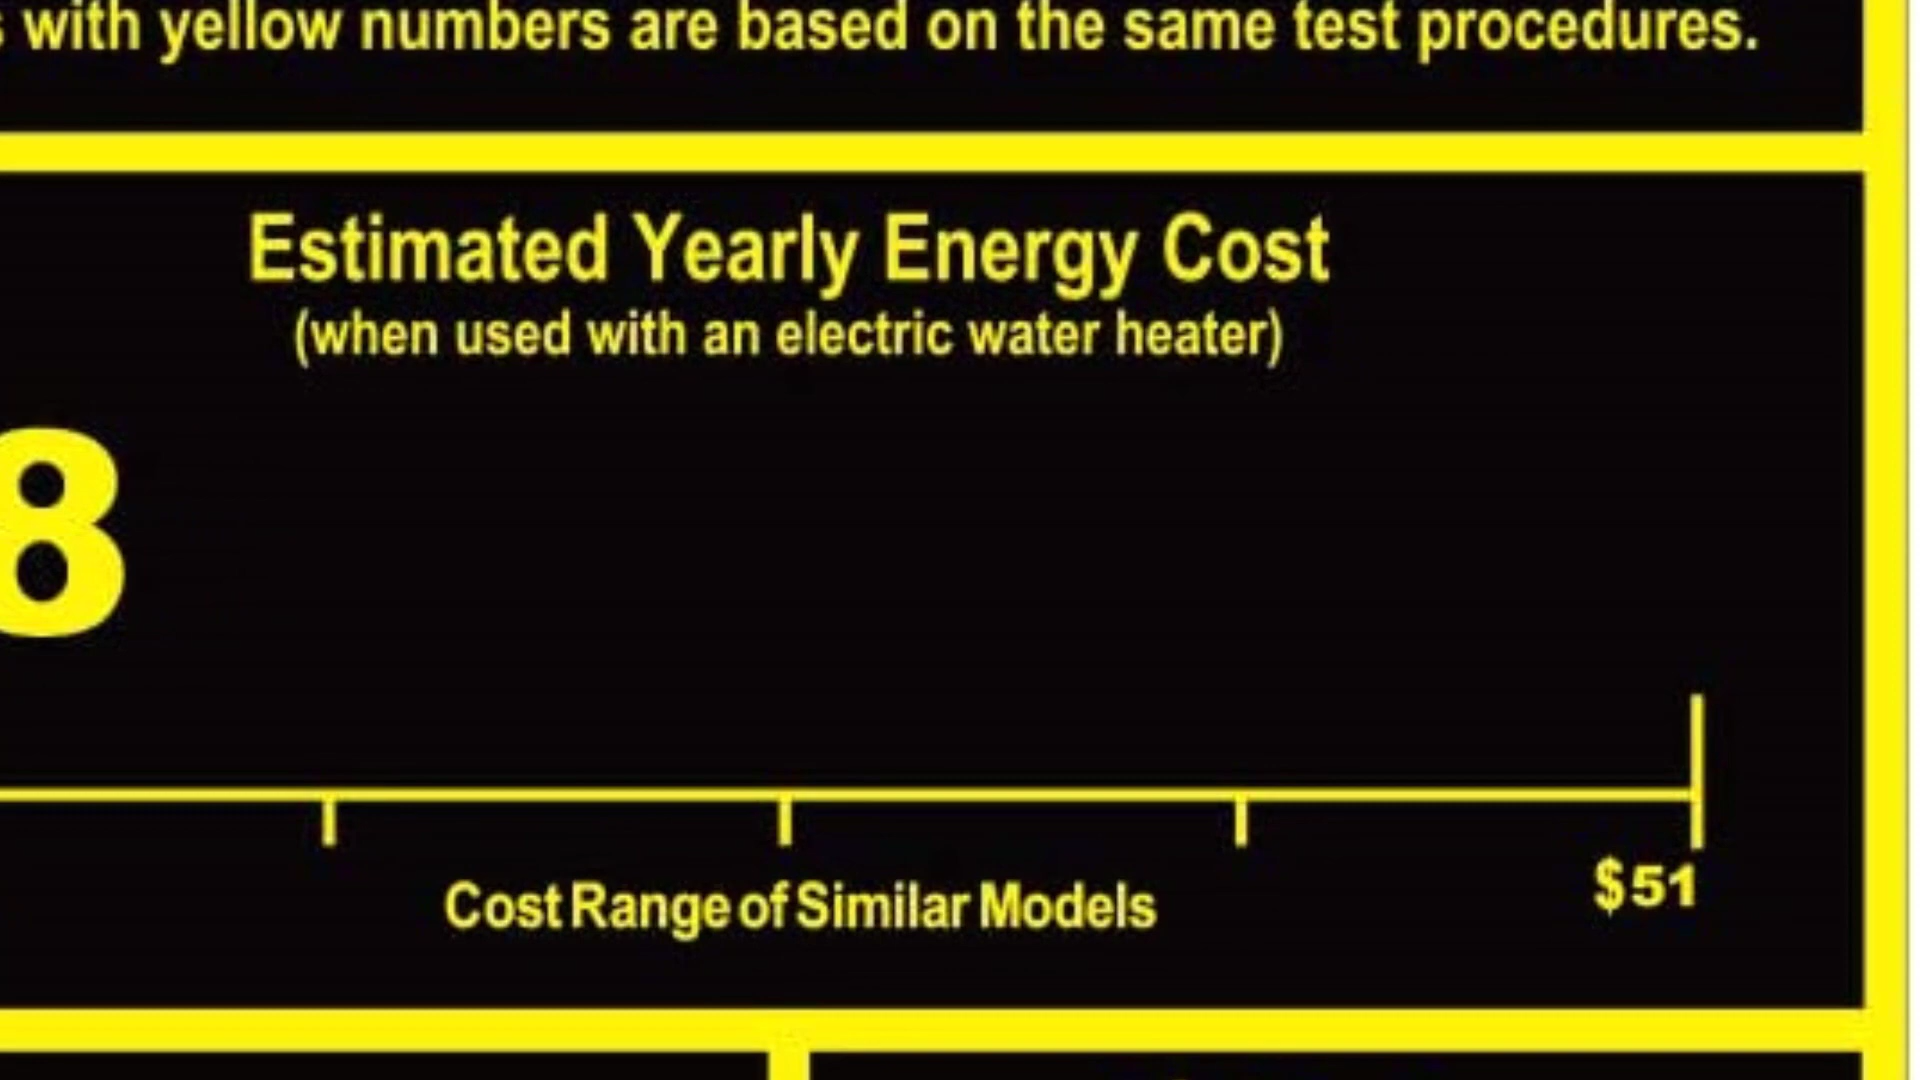 with yellow numbers are based on the same test procedures.
Estimated Yearly Energy Cost
(when used with an electric water heater)
8
Cost Range of Similar Models
$51